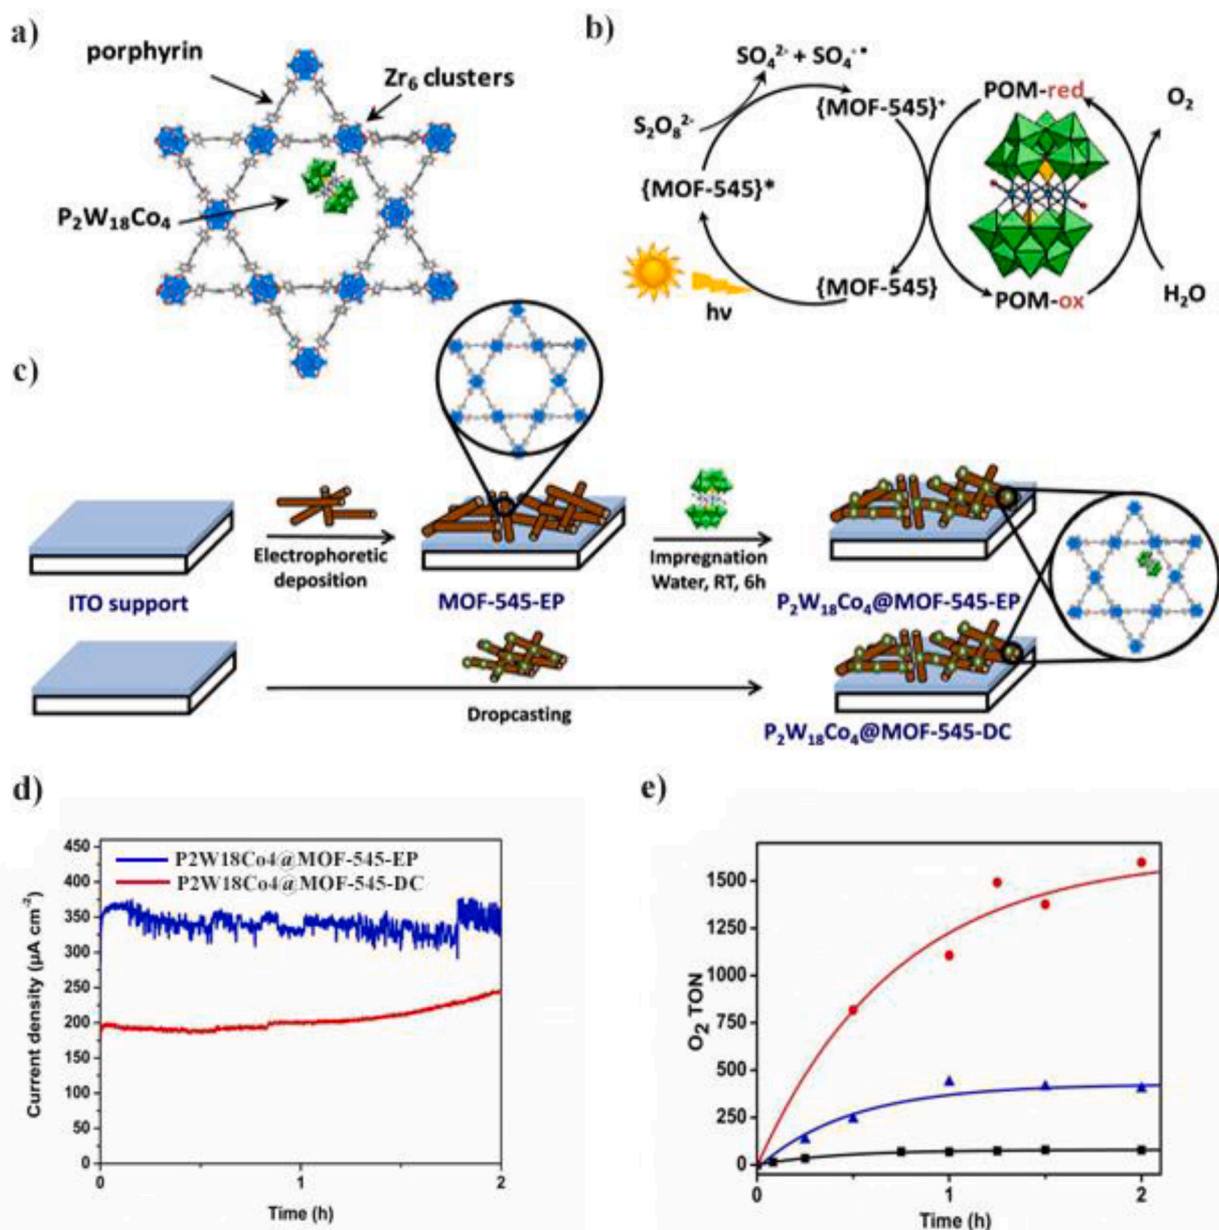 a)
porphyrin
Zr₆ clusters
P₂W₁₈Co₄
b)
SO₄²⁻ + SO₄⁻•
S₂O₈²⁻
{MOF-545}⁺
{MOF-545}*
{MOF-545}
hν
POM-red
POM-ox
O₂
H₂O
c)
ITO support
Electrophoretic
deposition
MOF-545-EP
Impregnation
Water, RT, 6h
P₂W₁₈Co₄@MOF-545-EP
Dropcasting
P₂W₁₈Co₄@MOF-545-DC
d)
P2W18Co4@MOF-545-EP
P2W18Co4@MOF-545-DC
Current density (µA cm⁻²)
450
400
350
300
250
200
150
100
50
0
0
1
2
Time (h)
e)
O₂ TON
1500
1250
1000
750
500
250
0
0
1
2
Time (h)